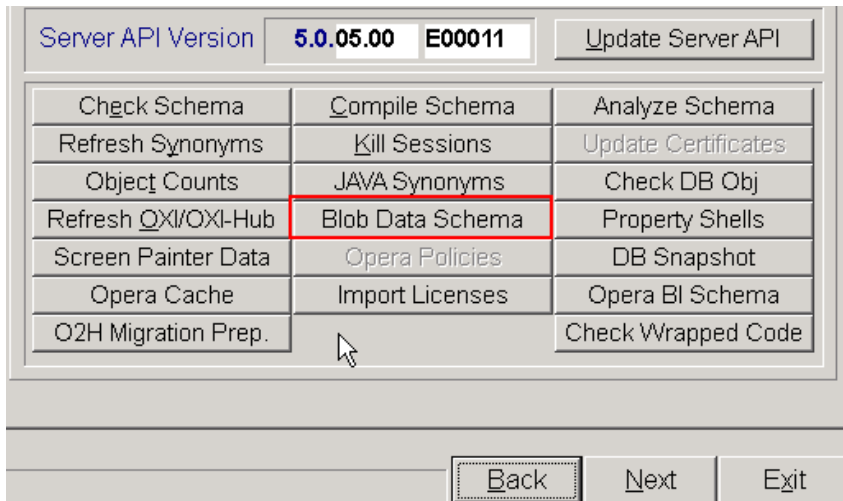 Server API Version 5.0.05.00 E00011 Update Server API
Check Schema Compile Schema Analyze Schema
Refresh Synonyms Kill Sessions Update Certificates
Object Counts JAVA Synonyms Check DB Obj
Refresh OXI/OXI-Hub Blob Data Schema Property Shells
Screen Painter Data Opera Policies DB Snapshot
Opera Cache Import Licenses Opera BI Schema
O2H Migration Prep. Check Wrapped Code
Back Next Exit